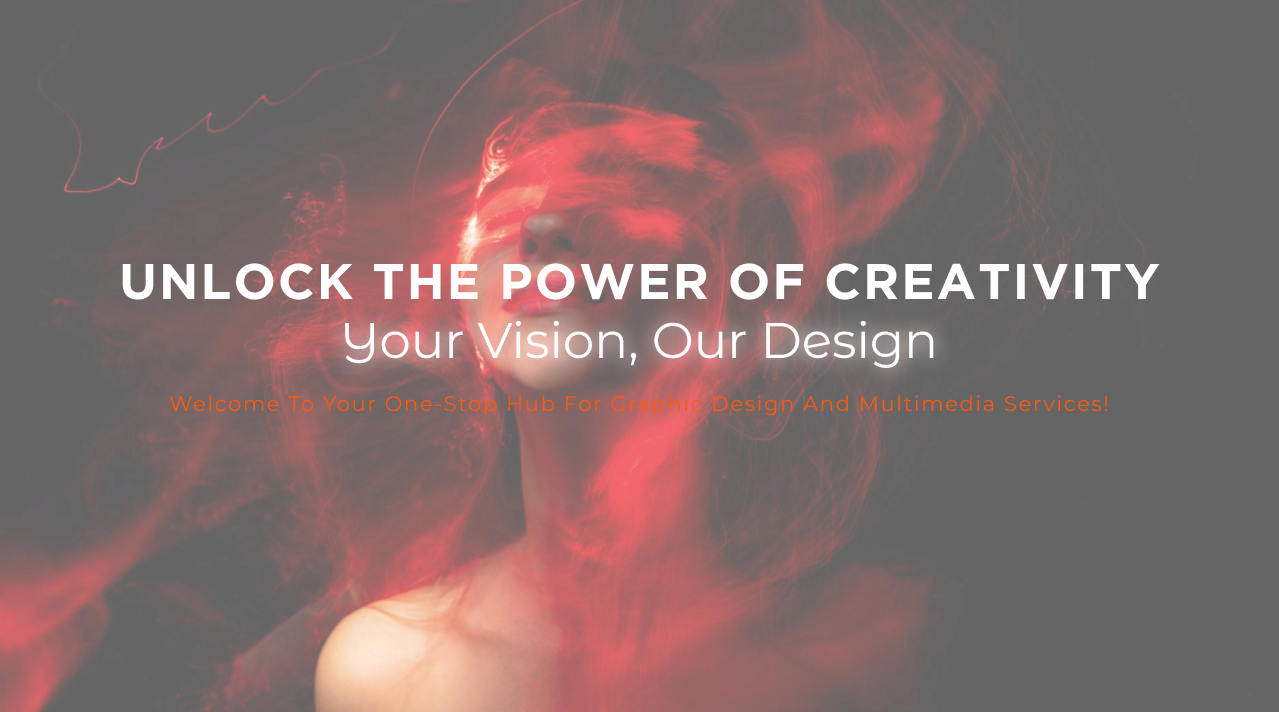 UNLOCK THE POWER OF CREATIVITY
Your Vision, Our Design
Welcome To Your One-Stop Hub For Graphic Design And Multimedia Services!